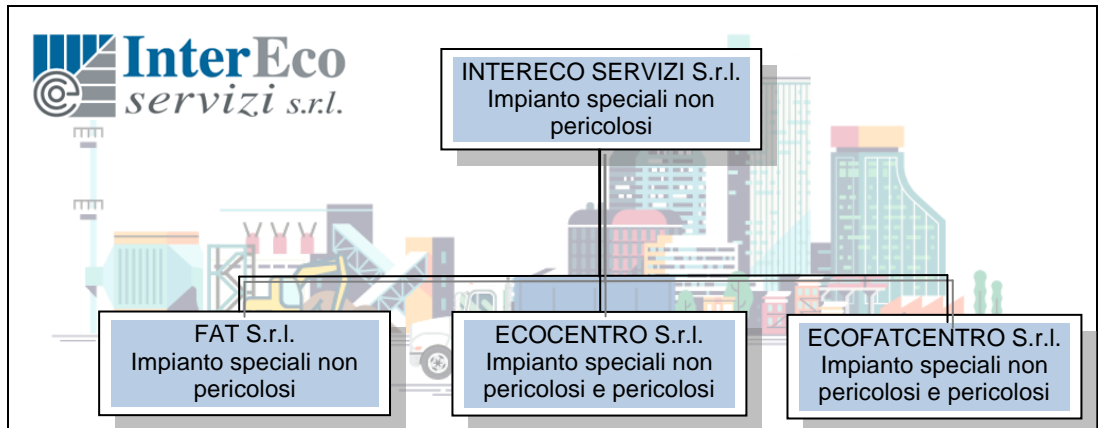 InterEco
servizi s.r.l.
INTERECO SERVIZI S.r.l.
Impianto speciali non
pericolosi
FAT S.r.l.
Impianto speciali non
pericolosi
ECOCENTRO S.r.l.
Impianto speciali non
pericolosi e pericolosi
ECOFATCENTRO S.r.l.
Impianto speciali non
pericolosi e pericolosi